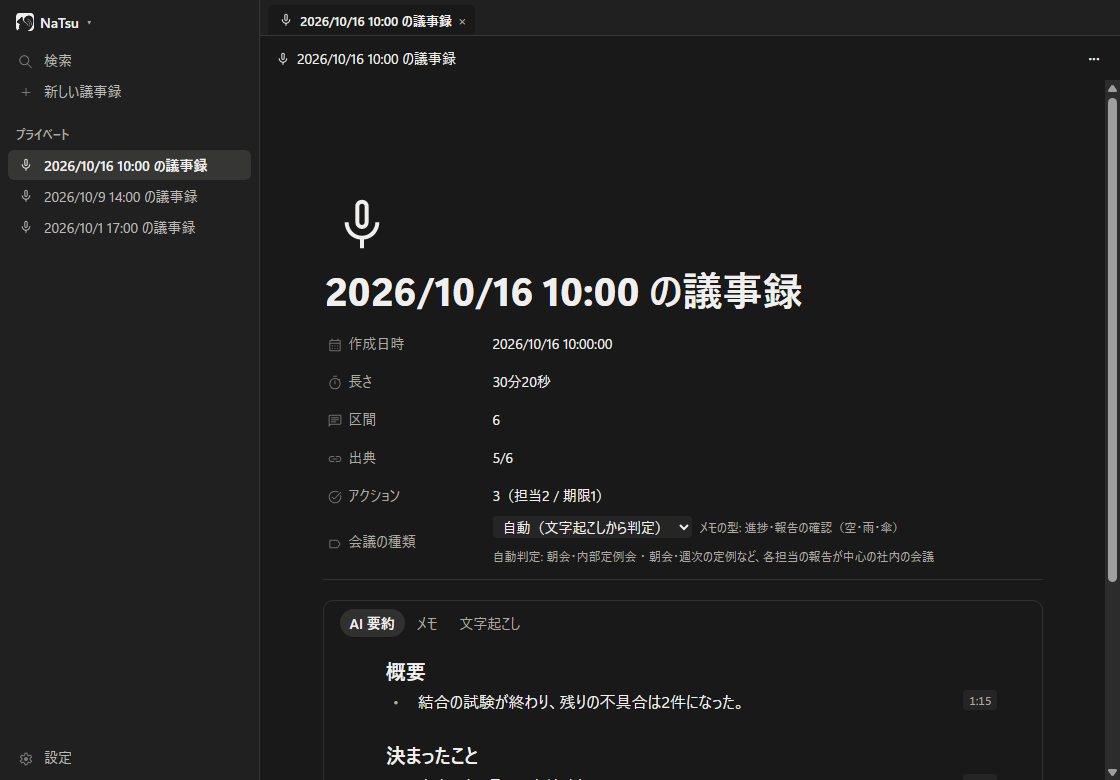 NaTsu
検索
新しい議事録
プライベート
2026/10/16 10:00 の議事録
2026/10/9 14:00 の議事録
2026/10/1 17:00 の議事録
設定
2026/10/16 10:00 の議事録 ×
2026/10/16 10:00 の議事録
2026/10/16 10:00 の議事録
作成日時 2026/10/16 10:00:00
長さ 30分20秒
区間 6
出典 5/6
アクション 3（担当2 / 期限1）
会議の種類 自動（文字起こしから判定） メモの型: 進捗・報告の確認（空・雨・傘）
自動判定: 朝会・内部定例会・朝会・週次の定例など、各担当の報告が中心の社内の会議
AI 要約 メモ 文字起こし
概要
• 結合の試験が終わり、残りの不具合は2件になった。 1:15
決まったこと